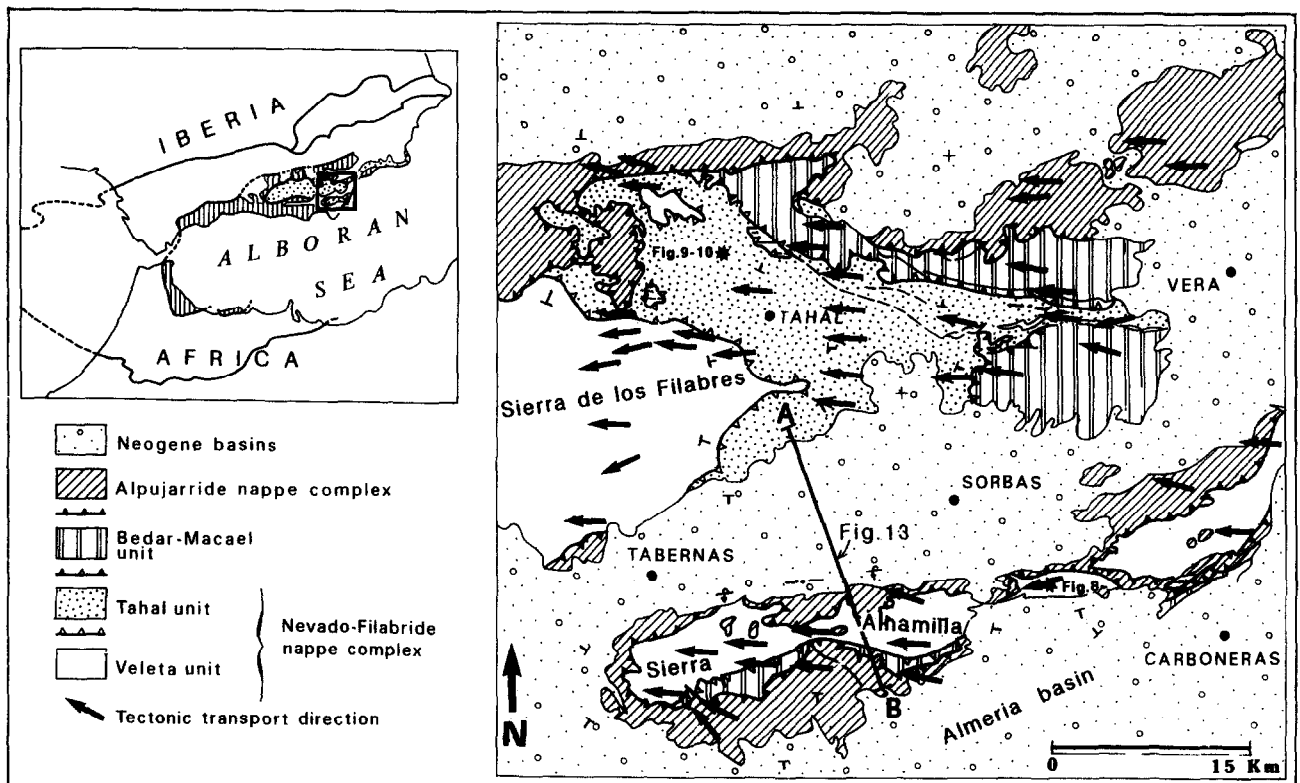 IBERIA
ALBORAN
SEA
AFRICA
Neogene basins
Alpujarride nappe complex
Bedar-Macael
unit
Tahal unit
Veleta unit
Nevado-Filabride
nappe complex
Tectonic transport direction
Fig.9-10
TAHAL
VERA
Sierra de los Filabres
A
SORBAS
Fig.13
TABERNAS
Fig.8
Alhamilla
Sierra
CARBONERAS
B
Almeria basin
N
0 15 Km